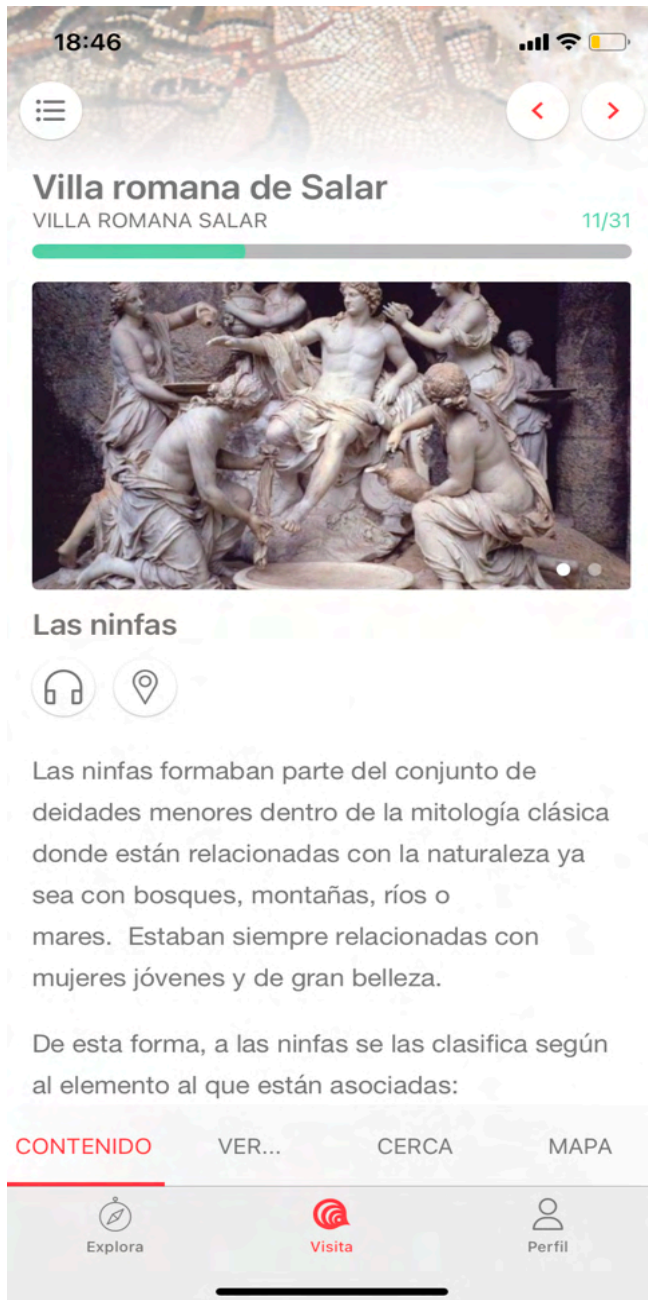 18:46
Villa romana de Salar
VILLA ROMANA SALAR
11/31
Las ninfas
Las ninfas formaban parte del conjunto de
deidades menores dentro de la mitología clásica
donde están relacionadas con la naturaleza ya
sea con bosques, montañas, ríos o
mares.  Estaban siempre relacionadas con
mujeres jóvenes y de gran belleza.
De esta forma, a las ninfas se las clasifica según
al elemento al que están asociadas:
CONTENIDO
VER...
CERCA
MAPA
Explora
Visita
Perfil